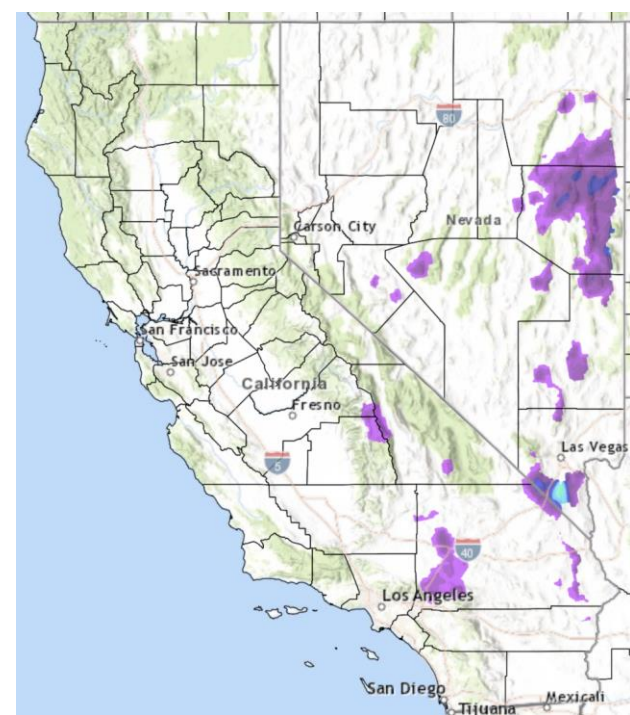 80
Carson City
Nevada
Sacramento
San Francisco
San Jose
California
Fresno
Las Vegas
5
40
Los Angeles
San Diego
Mexicali
Tijuana